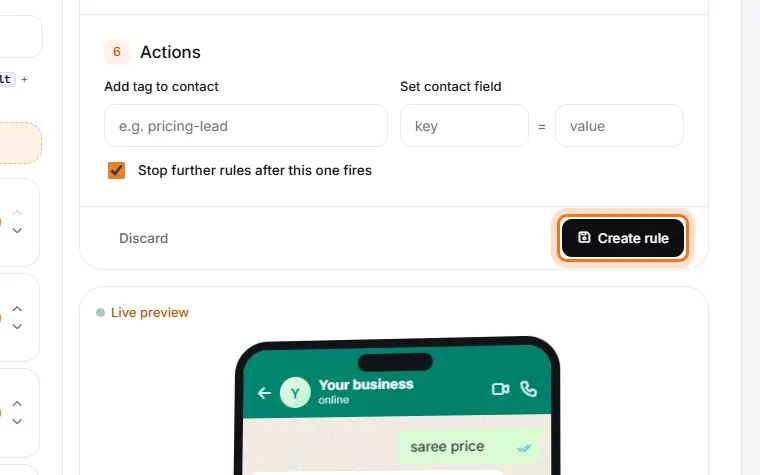 6 Actions
Add tag to contact Set contact field
e.g. pricing-lead key = value
Stop further rules after this one fires
Discard Create rule
Live preview
Y Your business
online
saree price